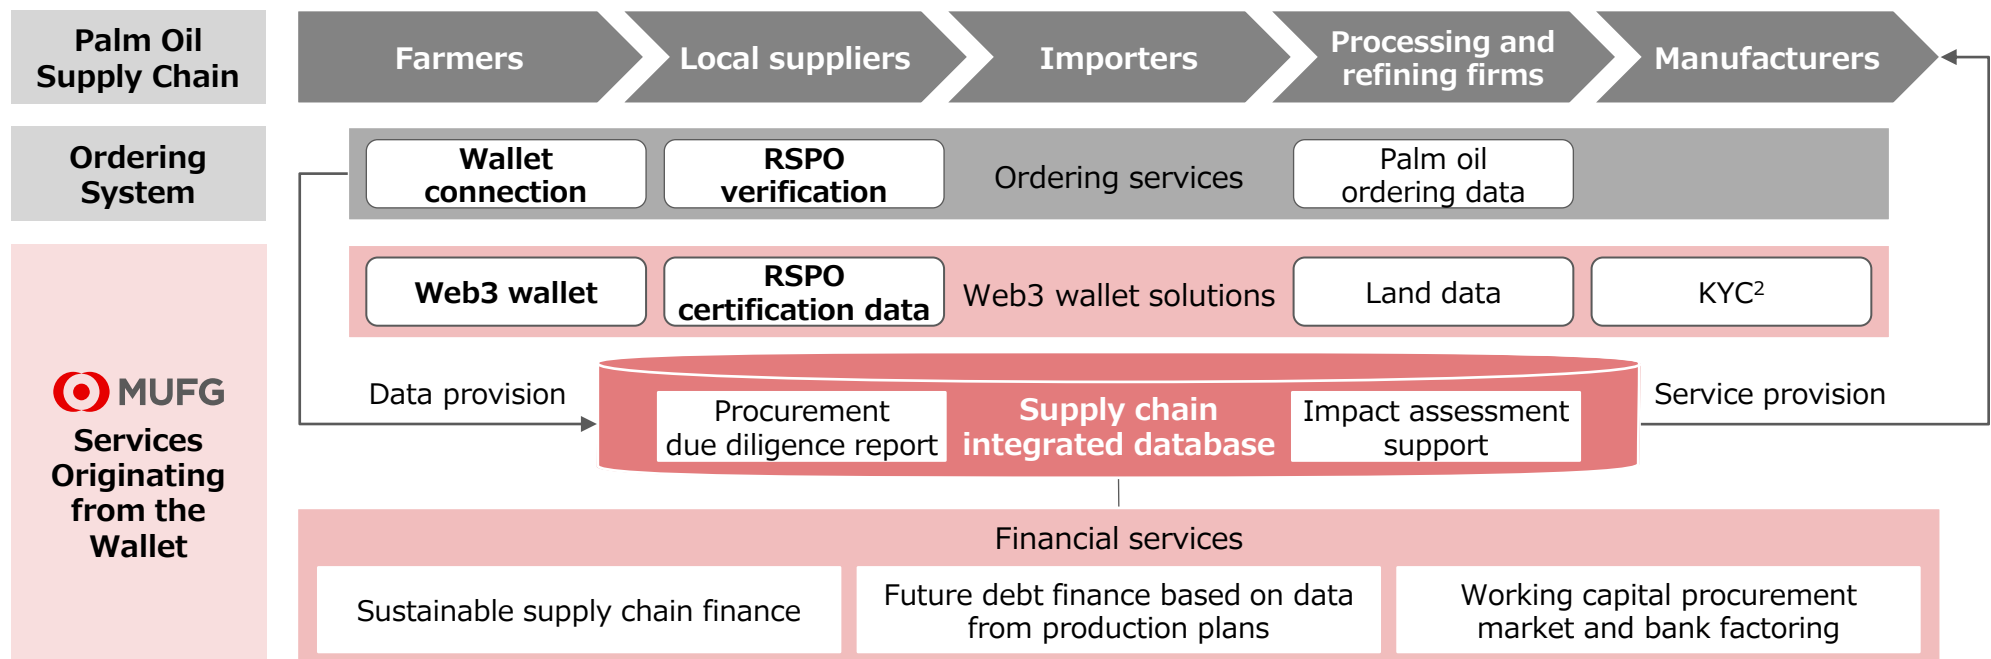 Palm Oil
Supply Chain
Farmers
Local suppliers
Importers
Processing and
refining firms
Manufacturers
Ordering
System
Wallet
connection
RSPO
verification
Ordering services
Palm oil
ordering data
Web3 wallet
RSPO
certification data
Web3 wallet solutions
Land data
KYC²
MUFG
Services
Originating
from the
Wallet
Data provision
Procurement
due diligence report
Supply chain
integrated database
Impact assessment
support
Service provision
Financial services
Sustainable supply chain finance
Future debt finance based on data
from production plans
Working capital procurement
market and bank factoring